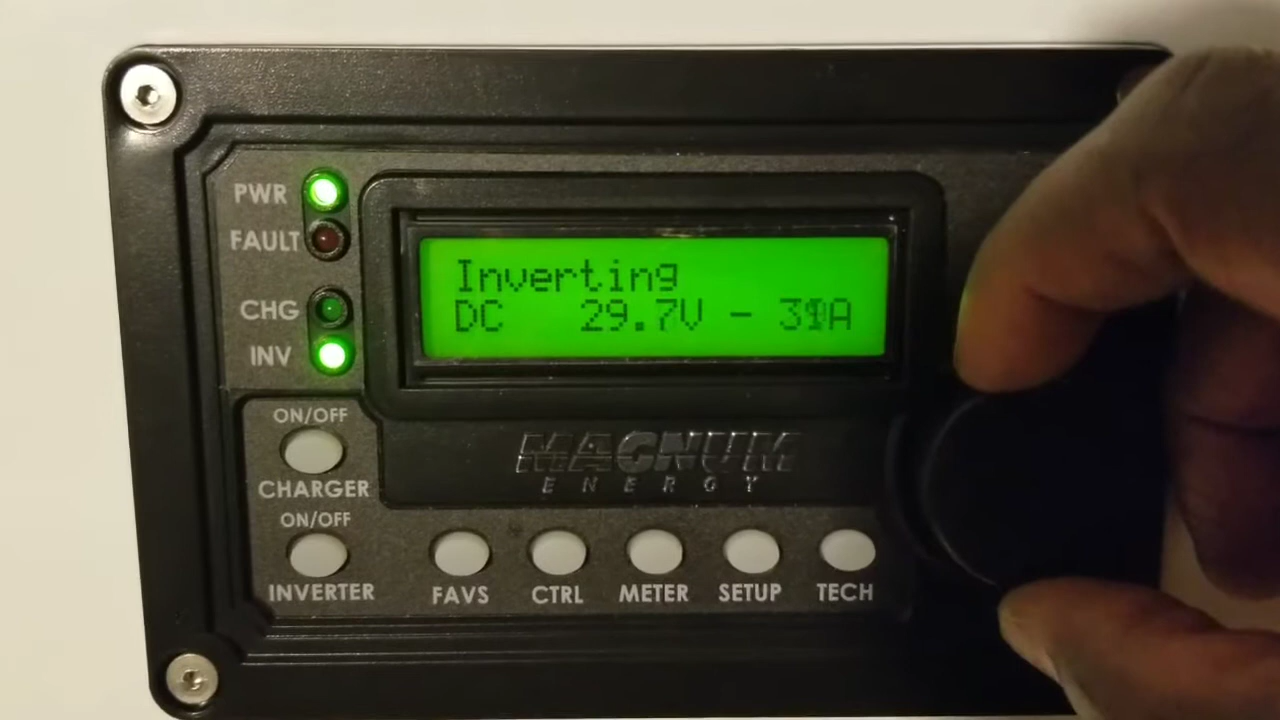 PWR
FAULT
CHG
INV
Inverting
DC 29.7V -
ON/OFF
CHARGER
ON/OFF
INVERTER
MAGNUM
ENERGY
FAVS CTRL METER SETUP TECH